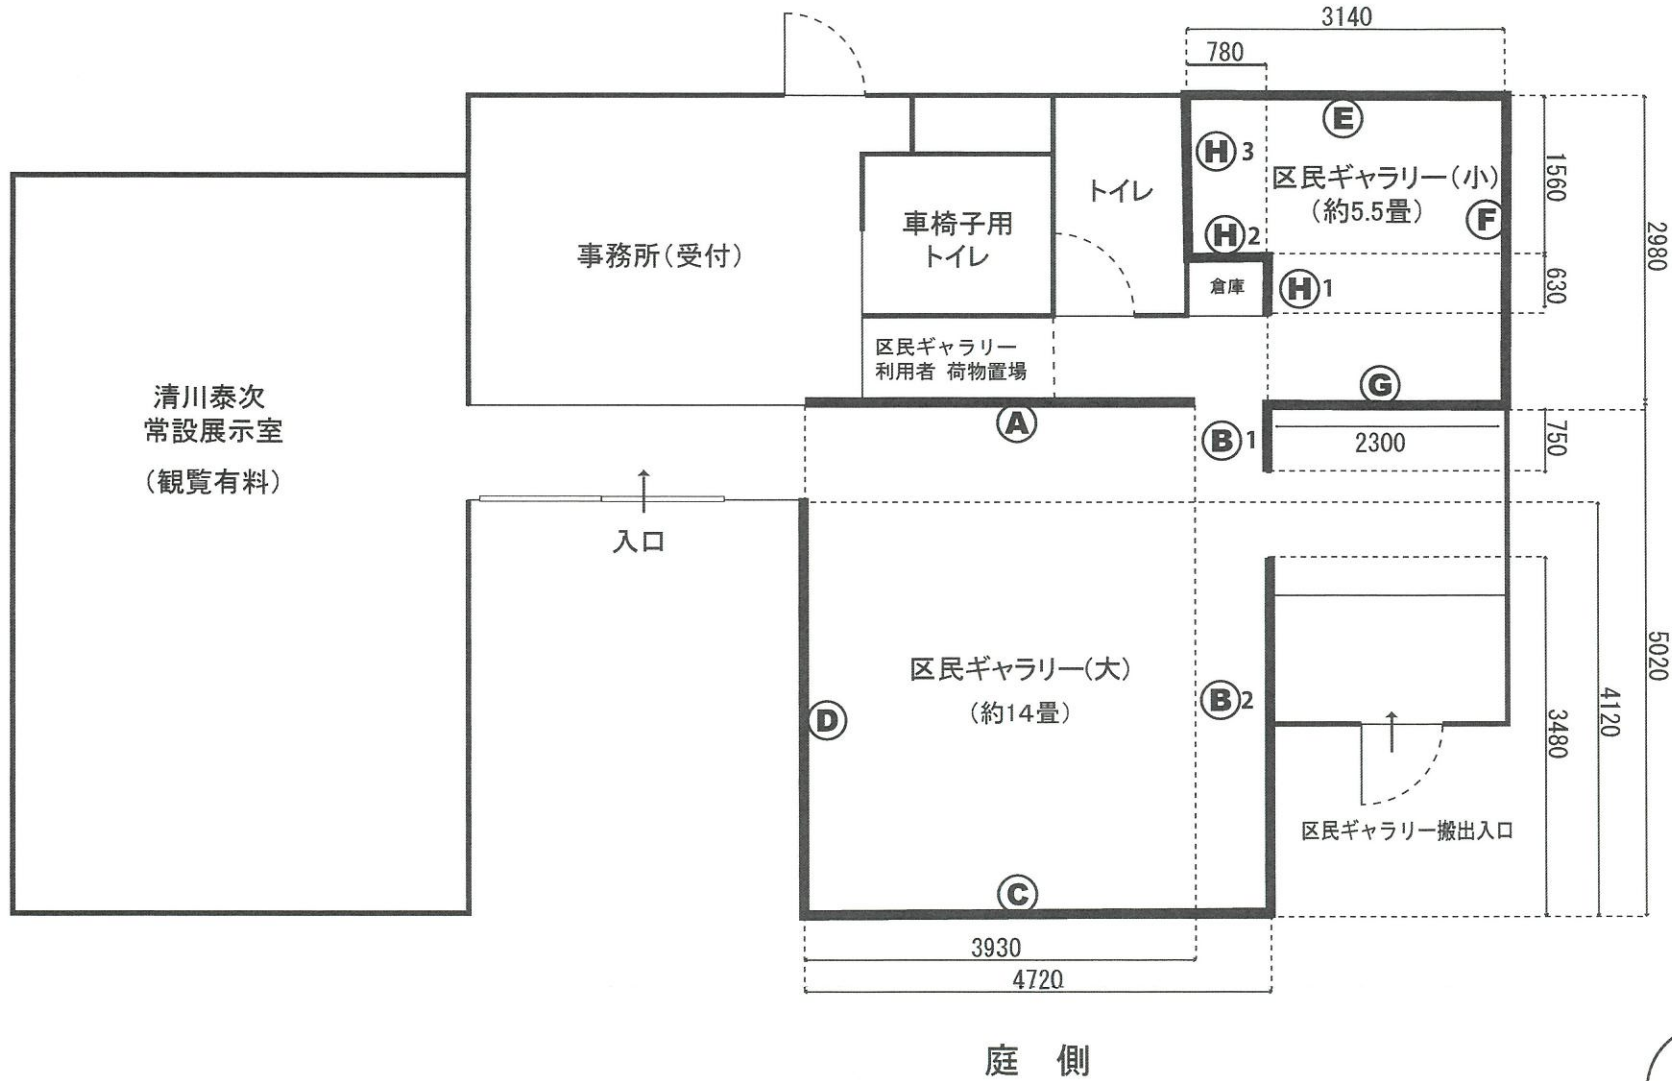 3140
780
Ⓔ
Ⓗ3
区民ギャラリー(小)
(約5.5畳)
Ⓕ
1560
2980
トイレ
車椅子用
トイレ
事務所(受付)
Ⓗ2
倉庫
Ⓗ1
630
区民ギャラリー
利用者 荷物置場
清川泰次
常設展示室
(観覧有料)
Ⓐ
Ⓖ
Ⓑ1
2300
750
入口
区民ギャラリー(大)
(約14畳)
Ⓓ
Ⓑ2
5020
4120
3480
区民ギャラリー搬出入口
Ⓒ
3930
4720
庭 側